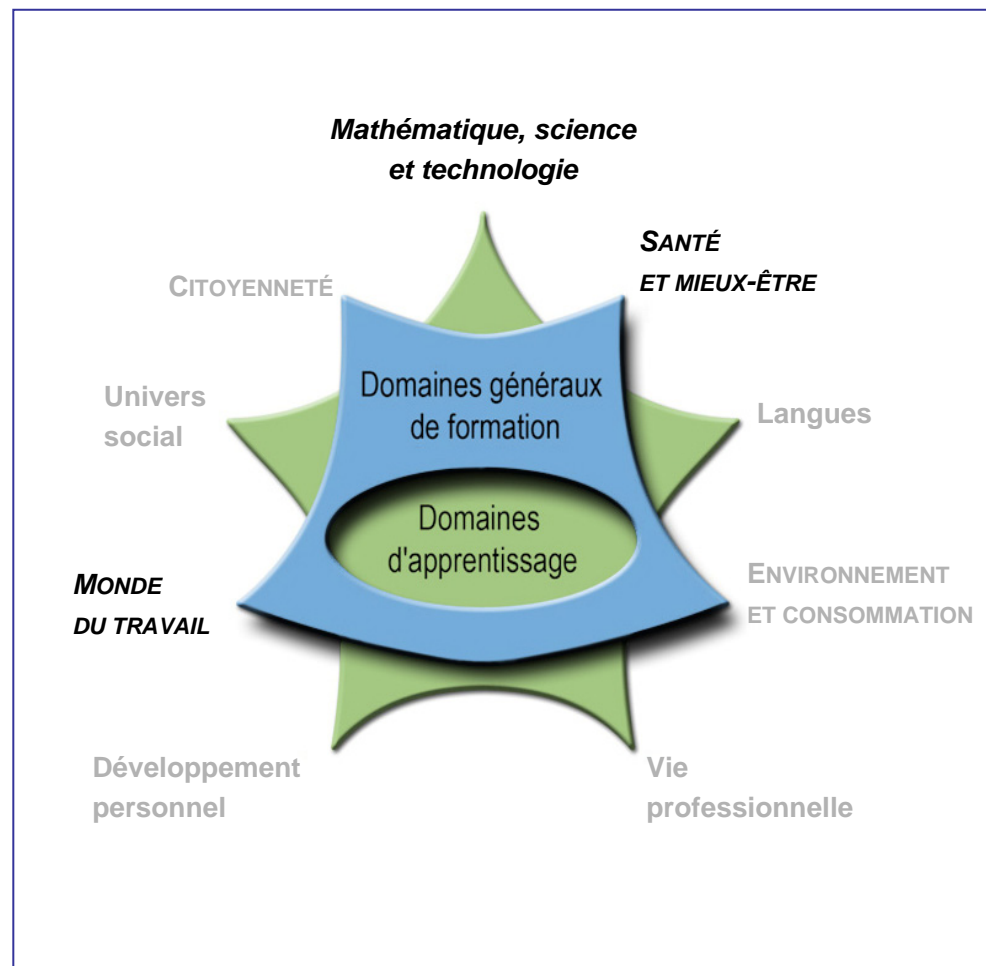 Mathématique, science
et technologie
SANTÉ
ET MIEUX-ÊTRE
CITOYENNETÉ
Domaines généraux
de formation
Univers
social
Langues
Domaines
d'apprentissage
MONDE
DU TRAVAIL
ENVIRONNEMENT
ET CONSOMMATION
Développement
personnel
Vie
professionnelle